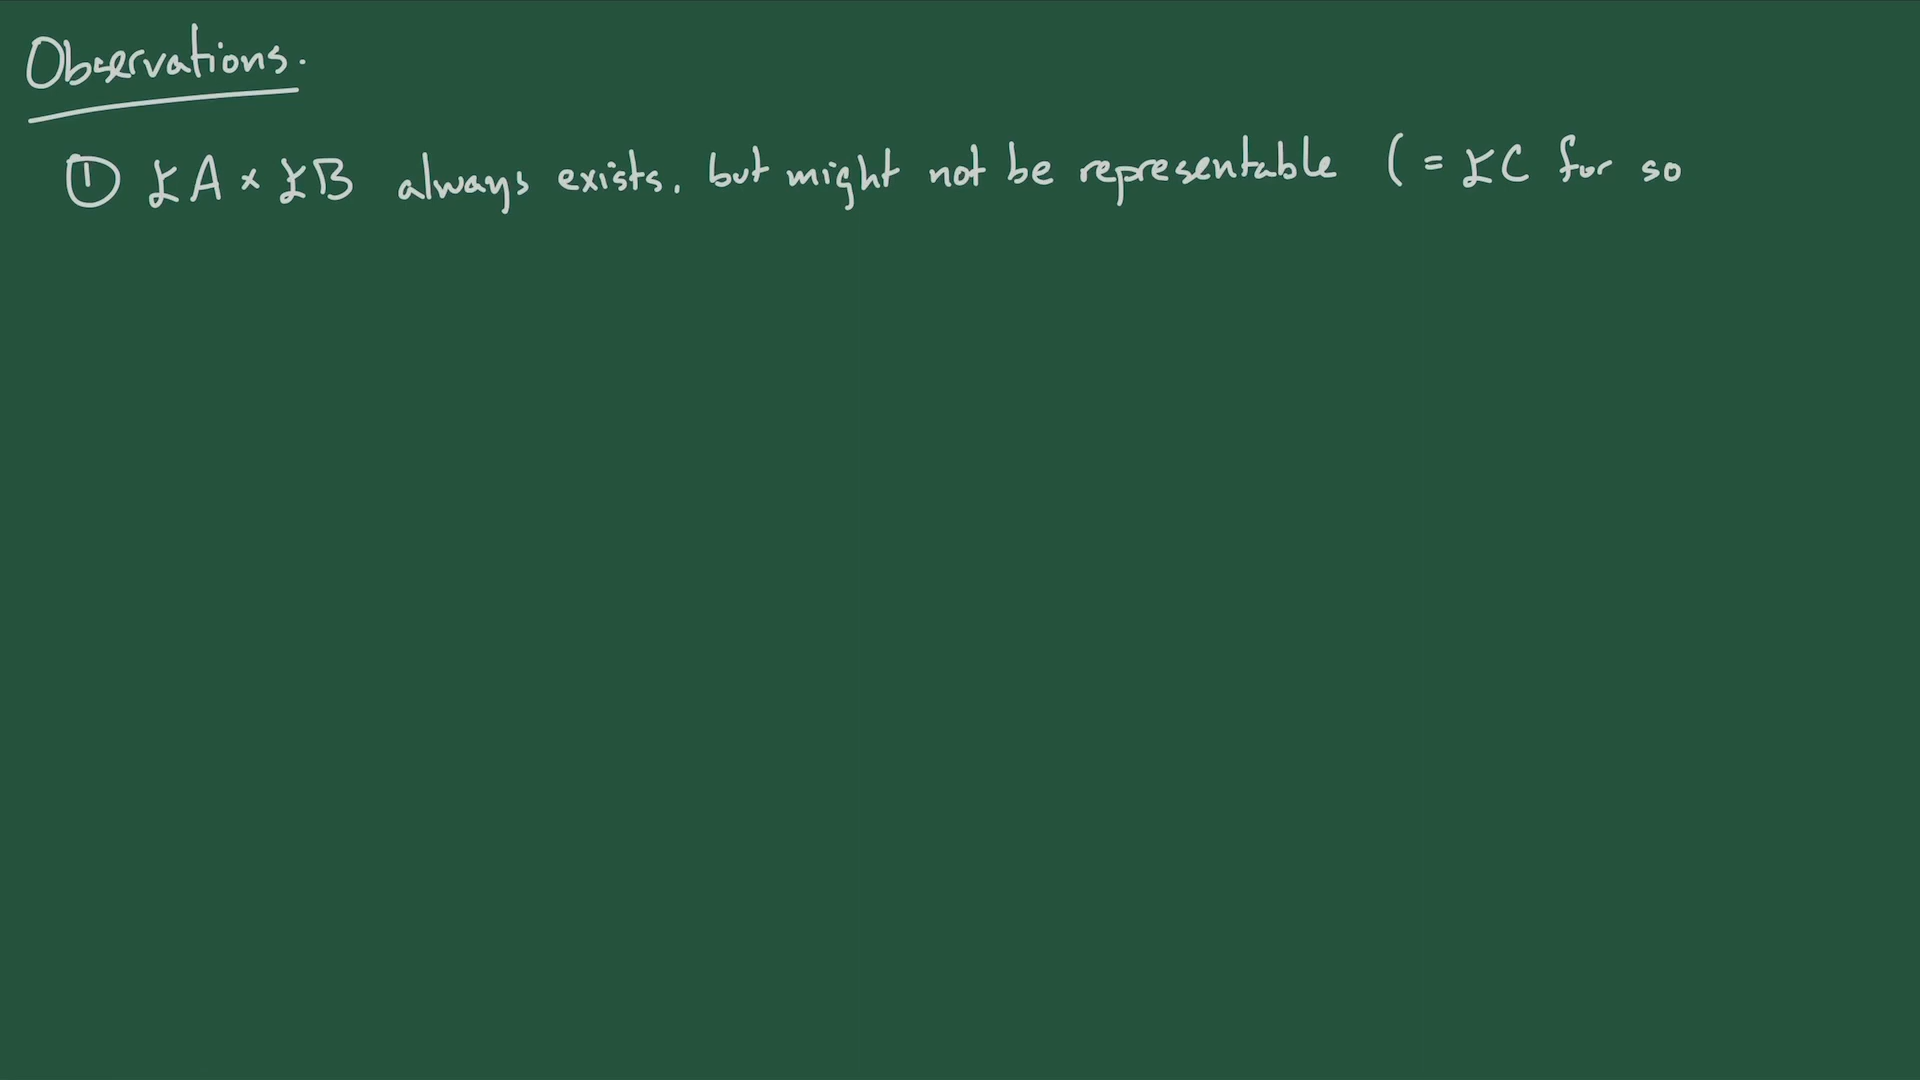 Observations.
① よA × よB always exists, but might not be representable ( = よC for so